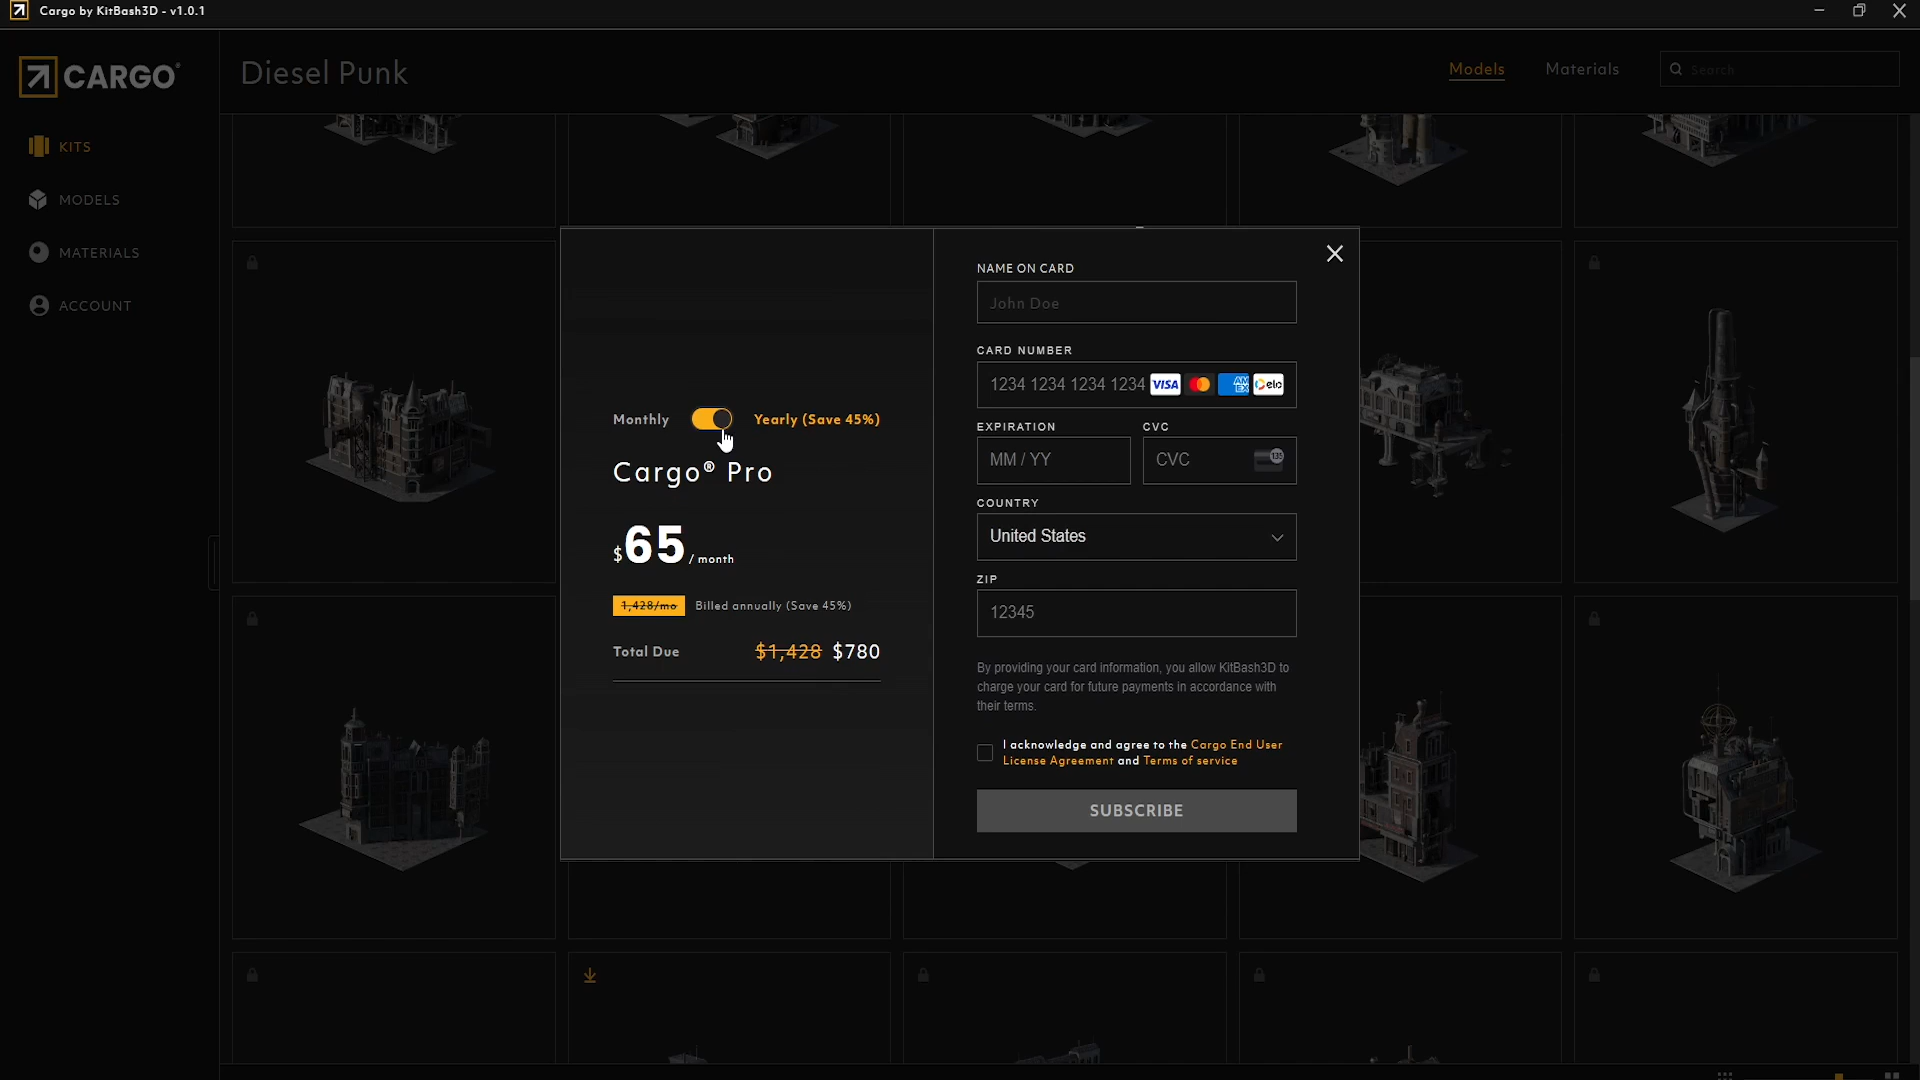 Cargo by KitBash3D - v1.0.1
CARGO®
Diesel Punk
Models
Materials
Search
KITS
MODELS
MATERIALS
ACCOUNT
Monthly
Yearly (Save 45%)
Cargo® Pro
$65 / month
1,428/mo Billed annually (Save 45%)
Total Due $1,428 $780
NAME ON CARD
John Doe
CARD NUMBER
1234 1234 1234 1234 VISA AM EX elo
EXPIRATION
CVC
MM / YY
CVC 135
COUNTRY
United States
ZIP
12345
By providing your card information, you allow KitBash3D to
charge your card for future payments in accordance with
their terms.
I acknowledge and agree to the Cargo End User
License Agreement and Terms of service
SUBSCRIBE